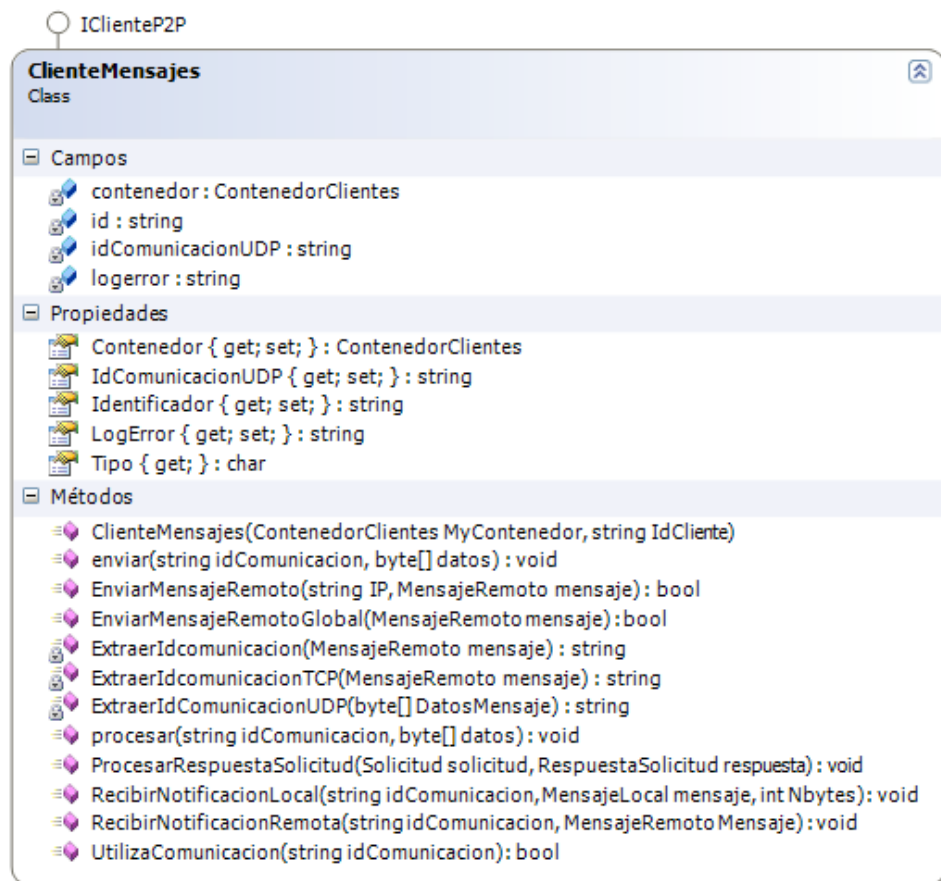 IClienteP2P
ClienteMensajes
Class
Campos
contenedor : ContenedorClientes
id : string
idComunicacionUDP : string
logerror : string
Propiedades
Contenedor { get; set; } : ContenedorClientes
IdComunicacionUDP { get; set; } : string
Identificador { get; set; } : string
LogError { get; set; } : string
Tipo { get; } : char
Métodos
ClienteMensajes(ContenedorClientes MyContenedor, string IdCliente)
enviar(string idComunicacion, byte[] datos) : void
EnviarMensajeRemoto(string IP, MensajeRemoto mensaje) : bool
EnviarMensajeRemotoGlobal(MensajeRemoto mensaje) : bool
ExtraerIdcomunicacion(MensajeRemoto mensaje) : string
ExtraerIdcomunicacionTCP(MensajeRemoto mensaje) : string
ExtraerIdComunicacionUDP(byte[] DatosMensaje) : string
procesar(string idComunicacion, byte[] datos) : void
ProcesarRespuestaSolicitud(Solicitud solicitud, RespuestaSolicitud respuesta) : void
RecibirNotificacionLocal(string idComunicacion, MensajeLocal mensaje, int Nbytes) : void
RecibirNotificacionRemota(string idComunicacion, MensajeRemoto Mensaje) : void
UtilizaComunicacion(string idComunicacion) : bool